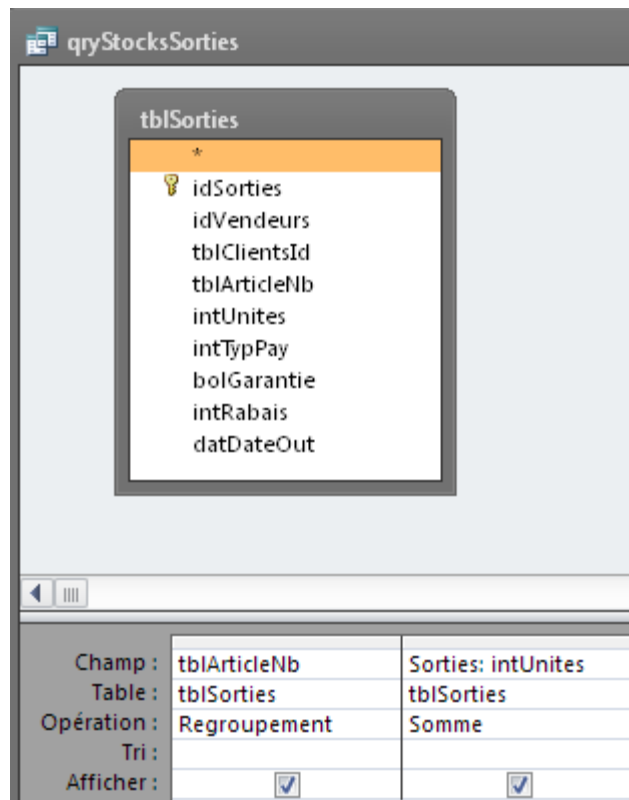 qryStocksSorties
tblSorties
*
idSorties
idVendeurs
tblClientsId
tblArticleNb
intUnites
intTypPay
bolGarantie
intRabais
datDateOut
Champ : tblArticleNb Sorties: intUnites
Table : tblSorties tblSorties
Opération : Regroupement Somme
Tri :
Afficher :